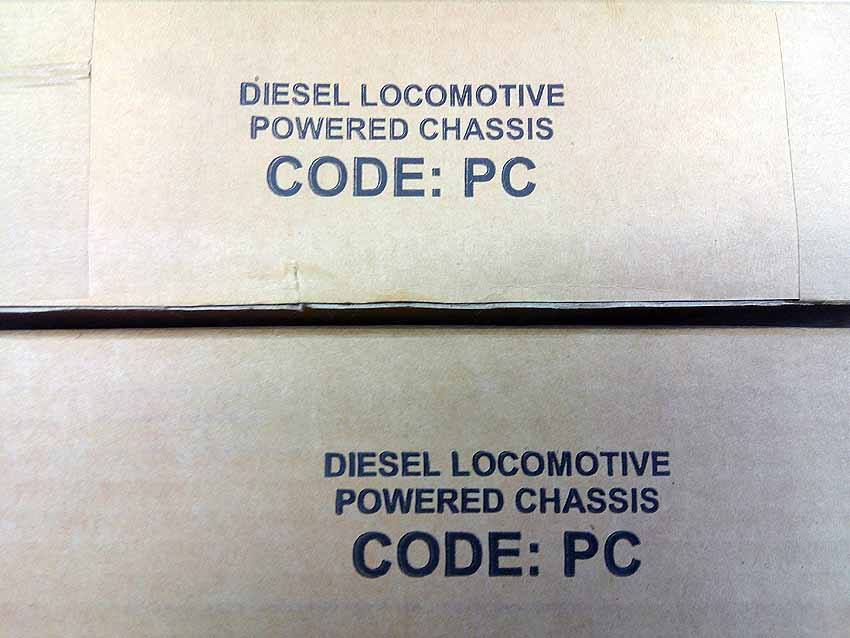 DIESEL LOCOMOTIVE
POWERED CHASSIS
CODE: PC
DIESEL LOCOMOTIVE
POWERED CHASSIS
CODE: PC